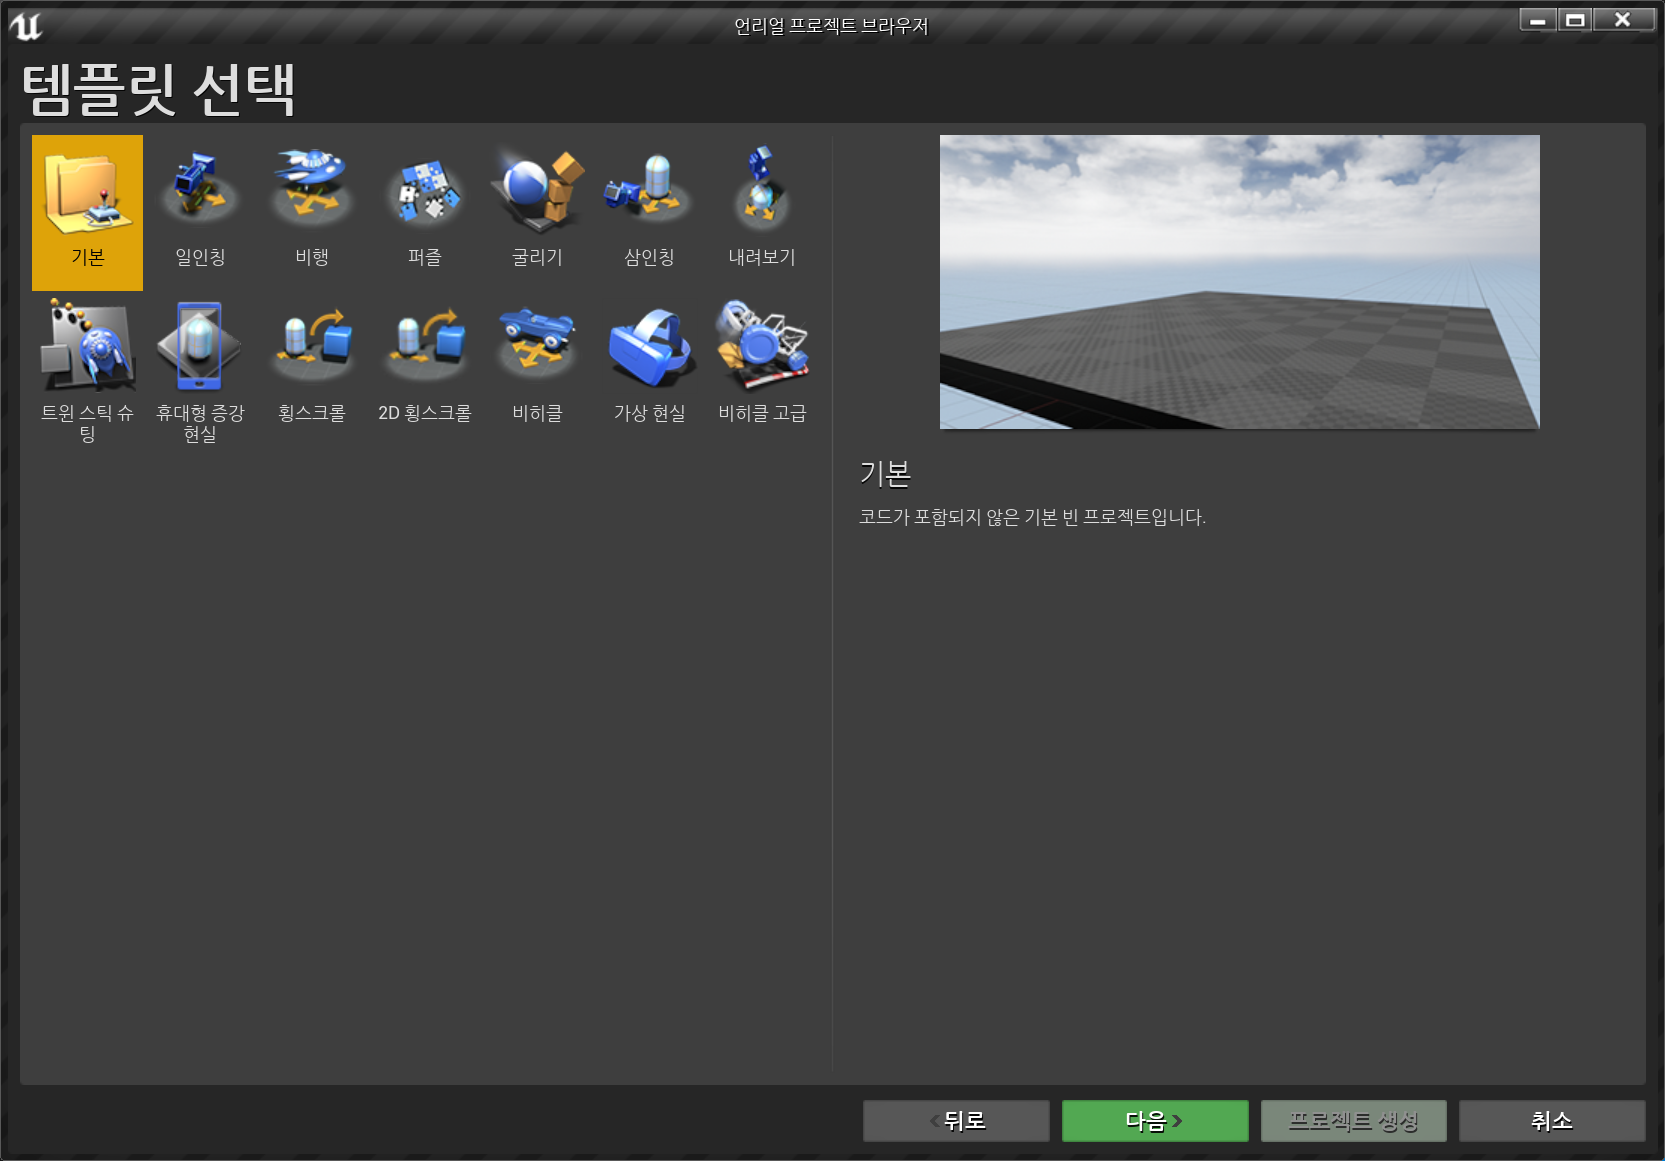 언리얼 프로젝트 브라우저
템플릿 선택
기본
일인칭
비행
퍼즐
굴리기
삼인칭
내려보기
트윈 스틱 슈
팅
휴대형 증강
현실
횡스크롤
2D 횡스크롤
비히클
가상 현실
비히클 고급
기본
코드가 포함되지 않은 기본 빈 프로젝트입니다.
뒤로
다음
프로젝트 생성
취소